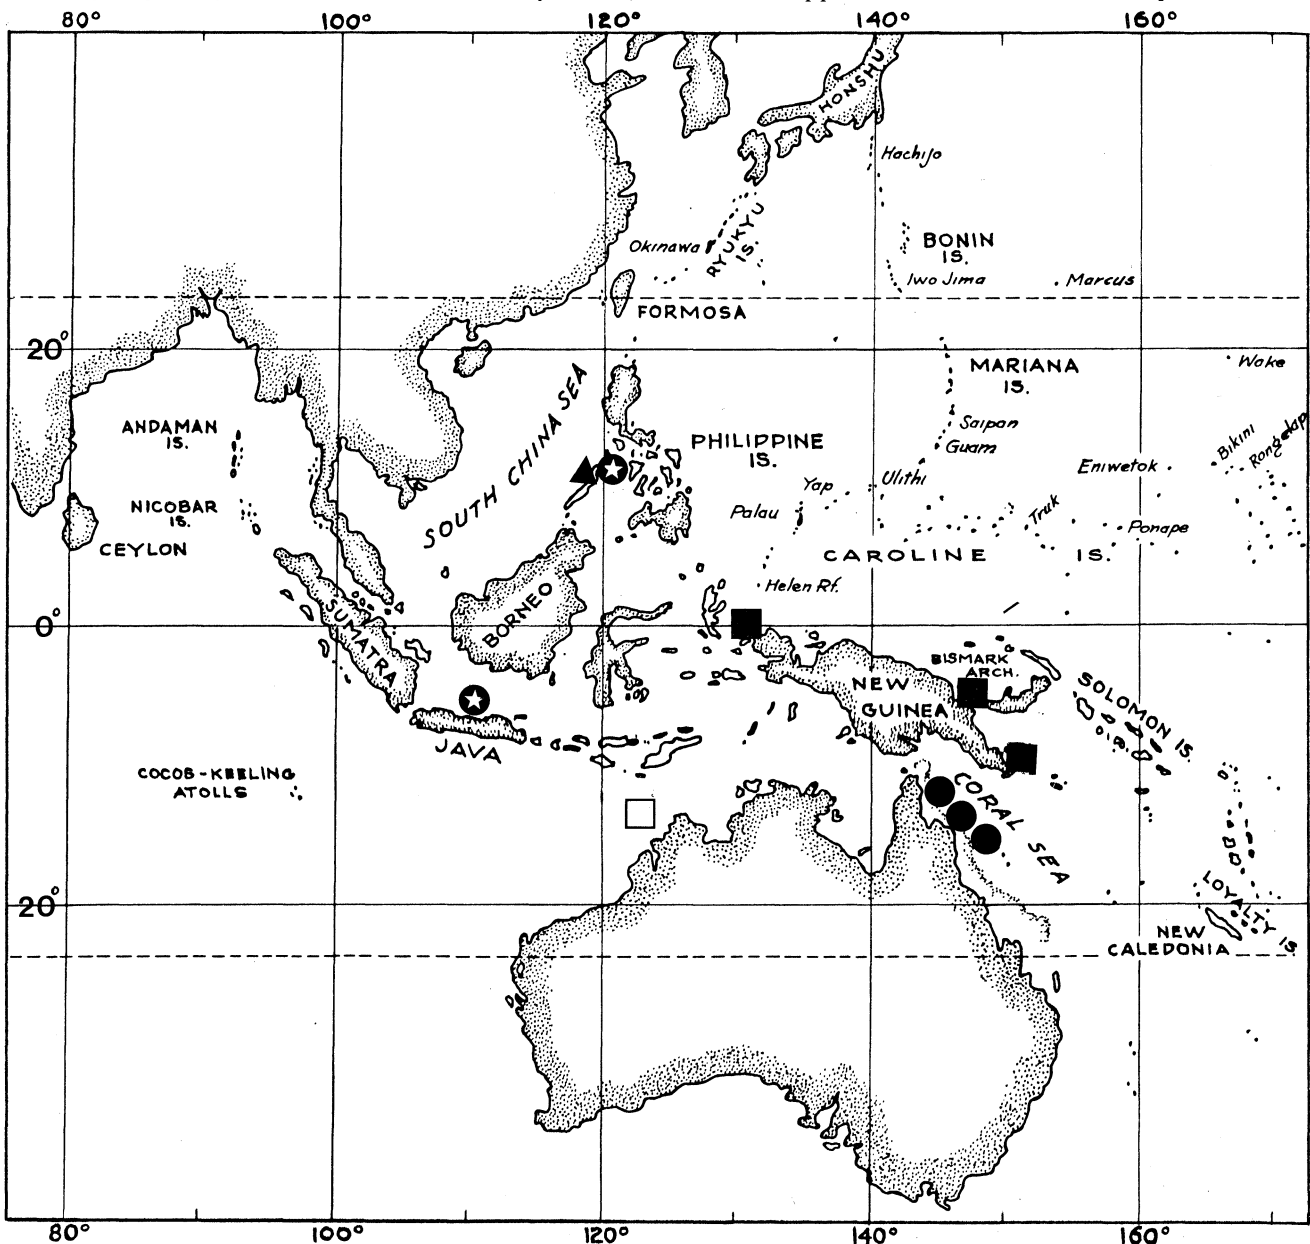 80° 100° 120° 140° 160°
HONSHU
Hachijo
RYUKYU
IS.
Okinawa
BONIN
IS.
Iwo Jima
Marcus
FORMOSA
20°
MARIANA
IS.
Wake
SOUTH CHINA SEA
ANDAMAN
IS.
Saipan
Guam
PHILIPPINE
IS.
Bikini
Rongelap
Eniwetok
Ulithi
Yap
NICOBAR
IS.
Palau
Truk
Ponape
CEYLON
CAROLINE IS.
Helen Rf.
0°
SUMATRA
BORNEO
BISMARK
ARCH.
NEW
GUINEA
SOLOMON IS.
JAVA
COCOS-KEELING
ATOLLS
CORAL SEA
20°
LOYALTY IS.
NEW
CALEDONIA
80° 100° 120° 140° 160°